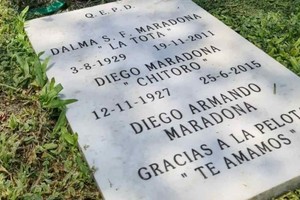 Q.E.P.D.
DALMA S. F. MARADONA
"LA TOTA"
3-8-1929 19-11-2011
DIEGO MARADONA
"CHITORO"
12-11-1927 25-6-2015
DIEGO ARMANDO
MARADONA
GRACIAS A LA PELOTA
"TE AMAMOS"